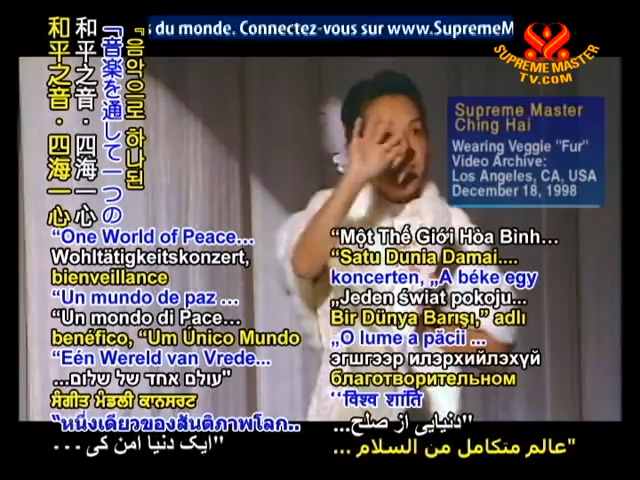 s du monde. Connectez-vous sur www.SupremeM
SUPREME MASTER
TV.COM
和平之音．四海一心
和平之音．四海一心
「音楽を通して一つの
『음악으로 하나된
Supreme Master
Ching Hai
Wearing Veggie "Fur"
Video Archive:
Los Angeles, CA, USA
December 18, 1998
“One World of Peace...
Wohltätigkeitskonzert,
bienveillance
“Un mundo de paz ...
“Un mondo di Pace...
benéfico, “Um Único Mundo
“Eén Wereld van Vrede...
"עולם אחד של שלום...
ਸੰਗੀਤ ਮੰਡਲੀ ਕਾਨਸਰਟ
“หนึ่งเดียวของสันติภาพโลก..
"ایک دنیا امن کی ...
“Một Thế Giới Hòa Bình...
“Satu Dunia Damai....
koncerten, „A béke egy
„Jeden świat pokoju...
Bir Dünya Barışı,” adlı
„O lume a păcii ...
эгшгээр илэрхийлэхүй
благотворительном
‘‘विश्व शांति
"دنیایی از صلح...
"عالم متكامل من السلام ...